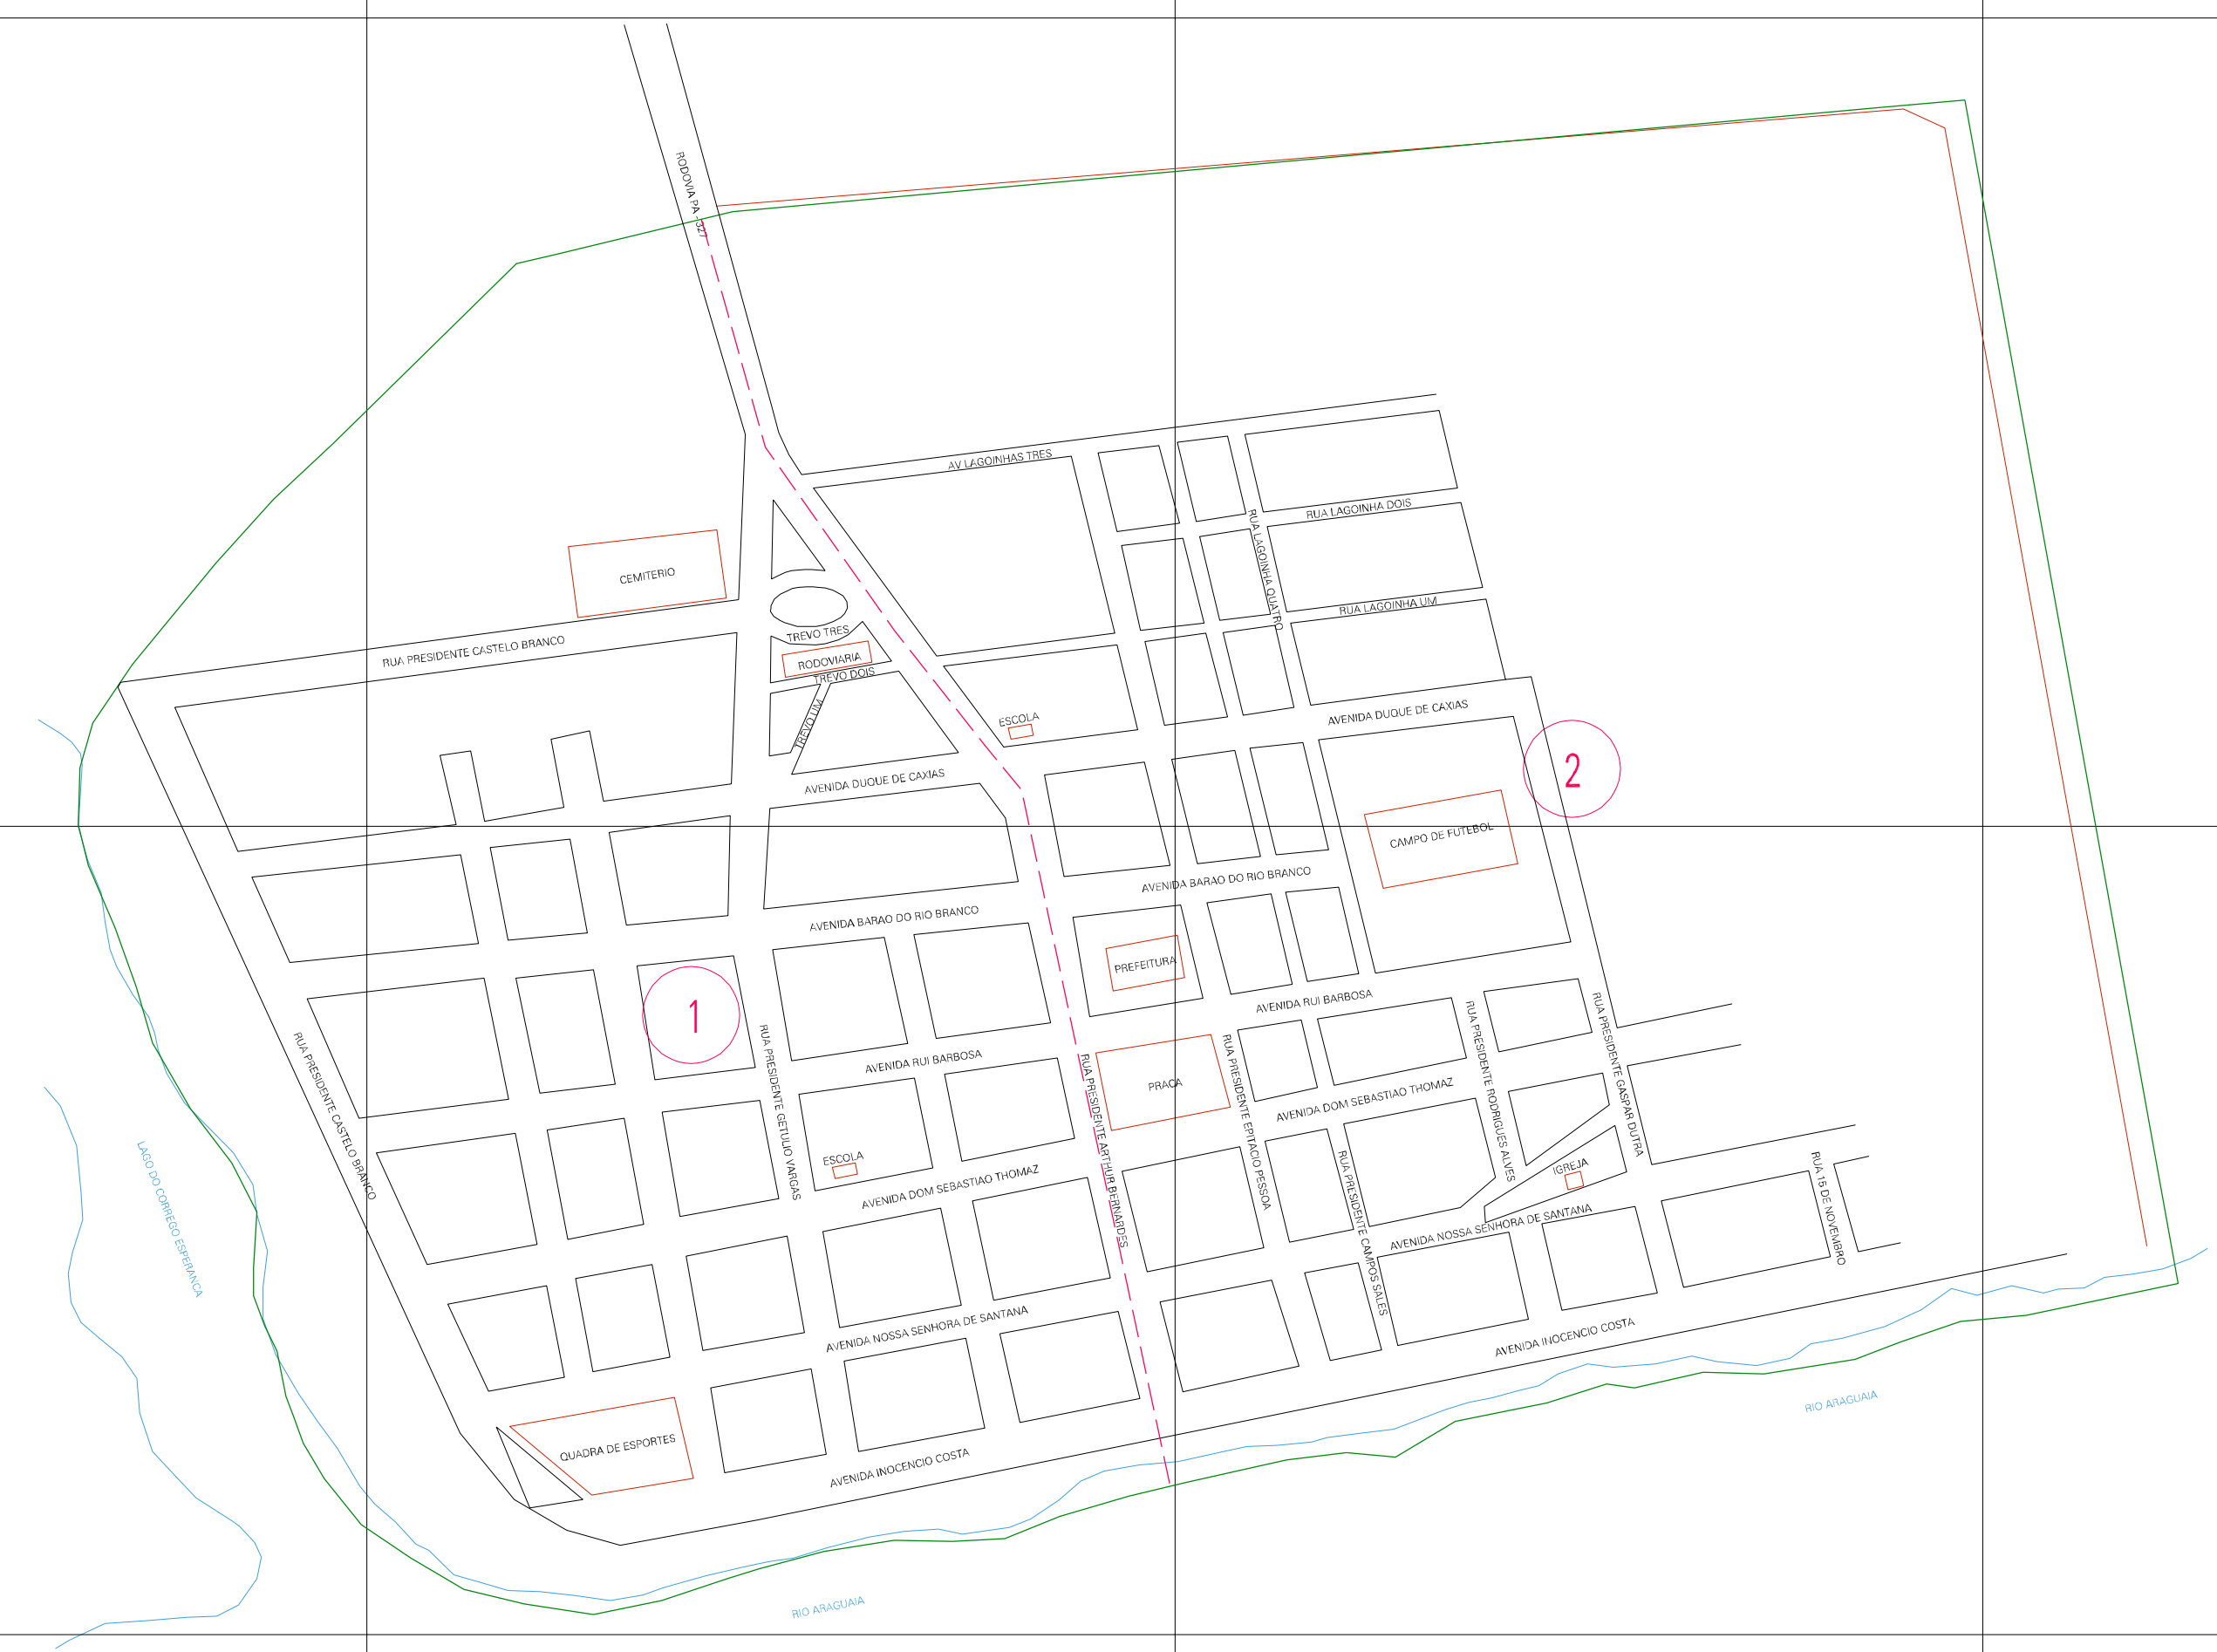 RODOVIA PA - 327
AV LAGOINHAS TRES
RUA LAGOINHA DOIS
RUA LAGOINHA QUATRO
CEMITERIO
RUA LAGOINHA UM
TREVO TRES
RUA PRESIDENTE CASTELO BRANCO
RODOVIARIA
TREVO DOIS
TREVO UM
ESCOLA
AVENIDA DUQUE DE CAXIAS
2
AVENIDA DUQUE DE CAXIAS
CAMPO DE FUTEBOL
AVENIDA BARAO DO RIO BRANCO
AVENIDA BARAO DO RIO BRANCO
PREFEITURA
1
AVENIDA RUI BARBOSA
AVENIDA RUI BARBOSA
RUA PRESIDENTE CASTELO BRANCO
RUA PRESIDENTE GETULIO VARGAS
RUA PRESIDENTE ARTHUR BERNARDES
PRACA
RUA PRESIDENTE EPITACIO PESSOA
AVENIDA DOM SEBASTIAO THOMAZ
RUA PRESIDENTE RODRIGUES ALVES
RUA PRESIDENTE GASPAR DUTRA
ESCOLA
AVENIDA DOM SEBASTIAO THOMAZ
IGREJA
RUA PRESIDENTE CAMPOS SALES
RUA 15 DE NOVEMBRO
LAGO DO CORREGO ESPERANCA
AVENIDA NOSSA SENHORA DE SANTANA
AVENIDA NOSSA SENHORA DE SANTANA
AVENIDA INOCENCIO COSTA
RIO ARAGUAIA
QUADRA DE ESPORTES
AVENIDA INOCENCIO COSTA
RIO ARAGUAIA